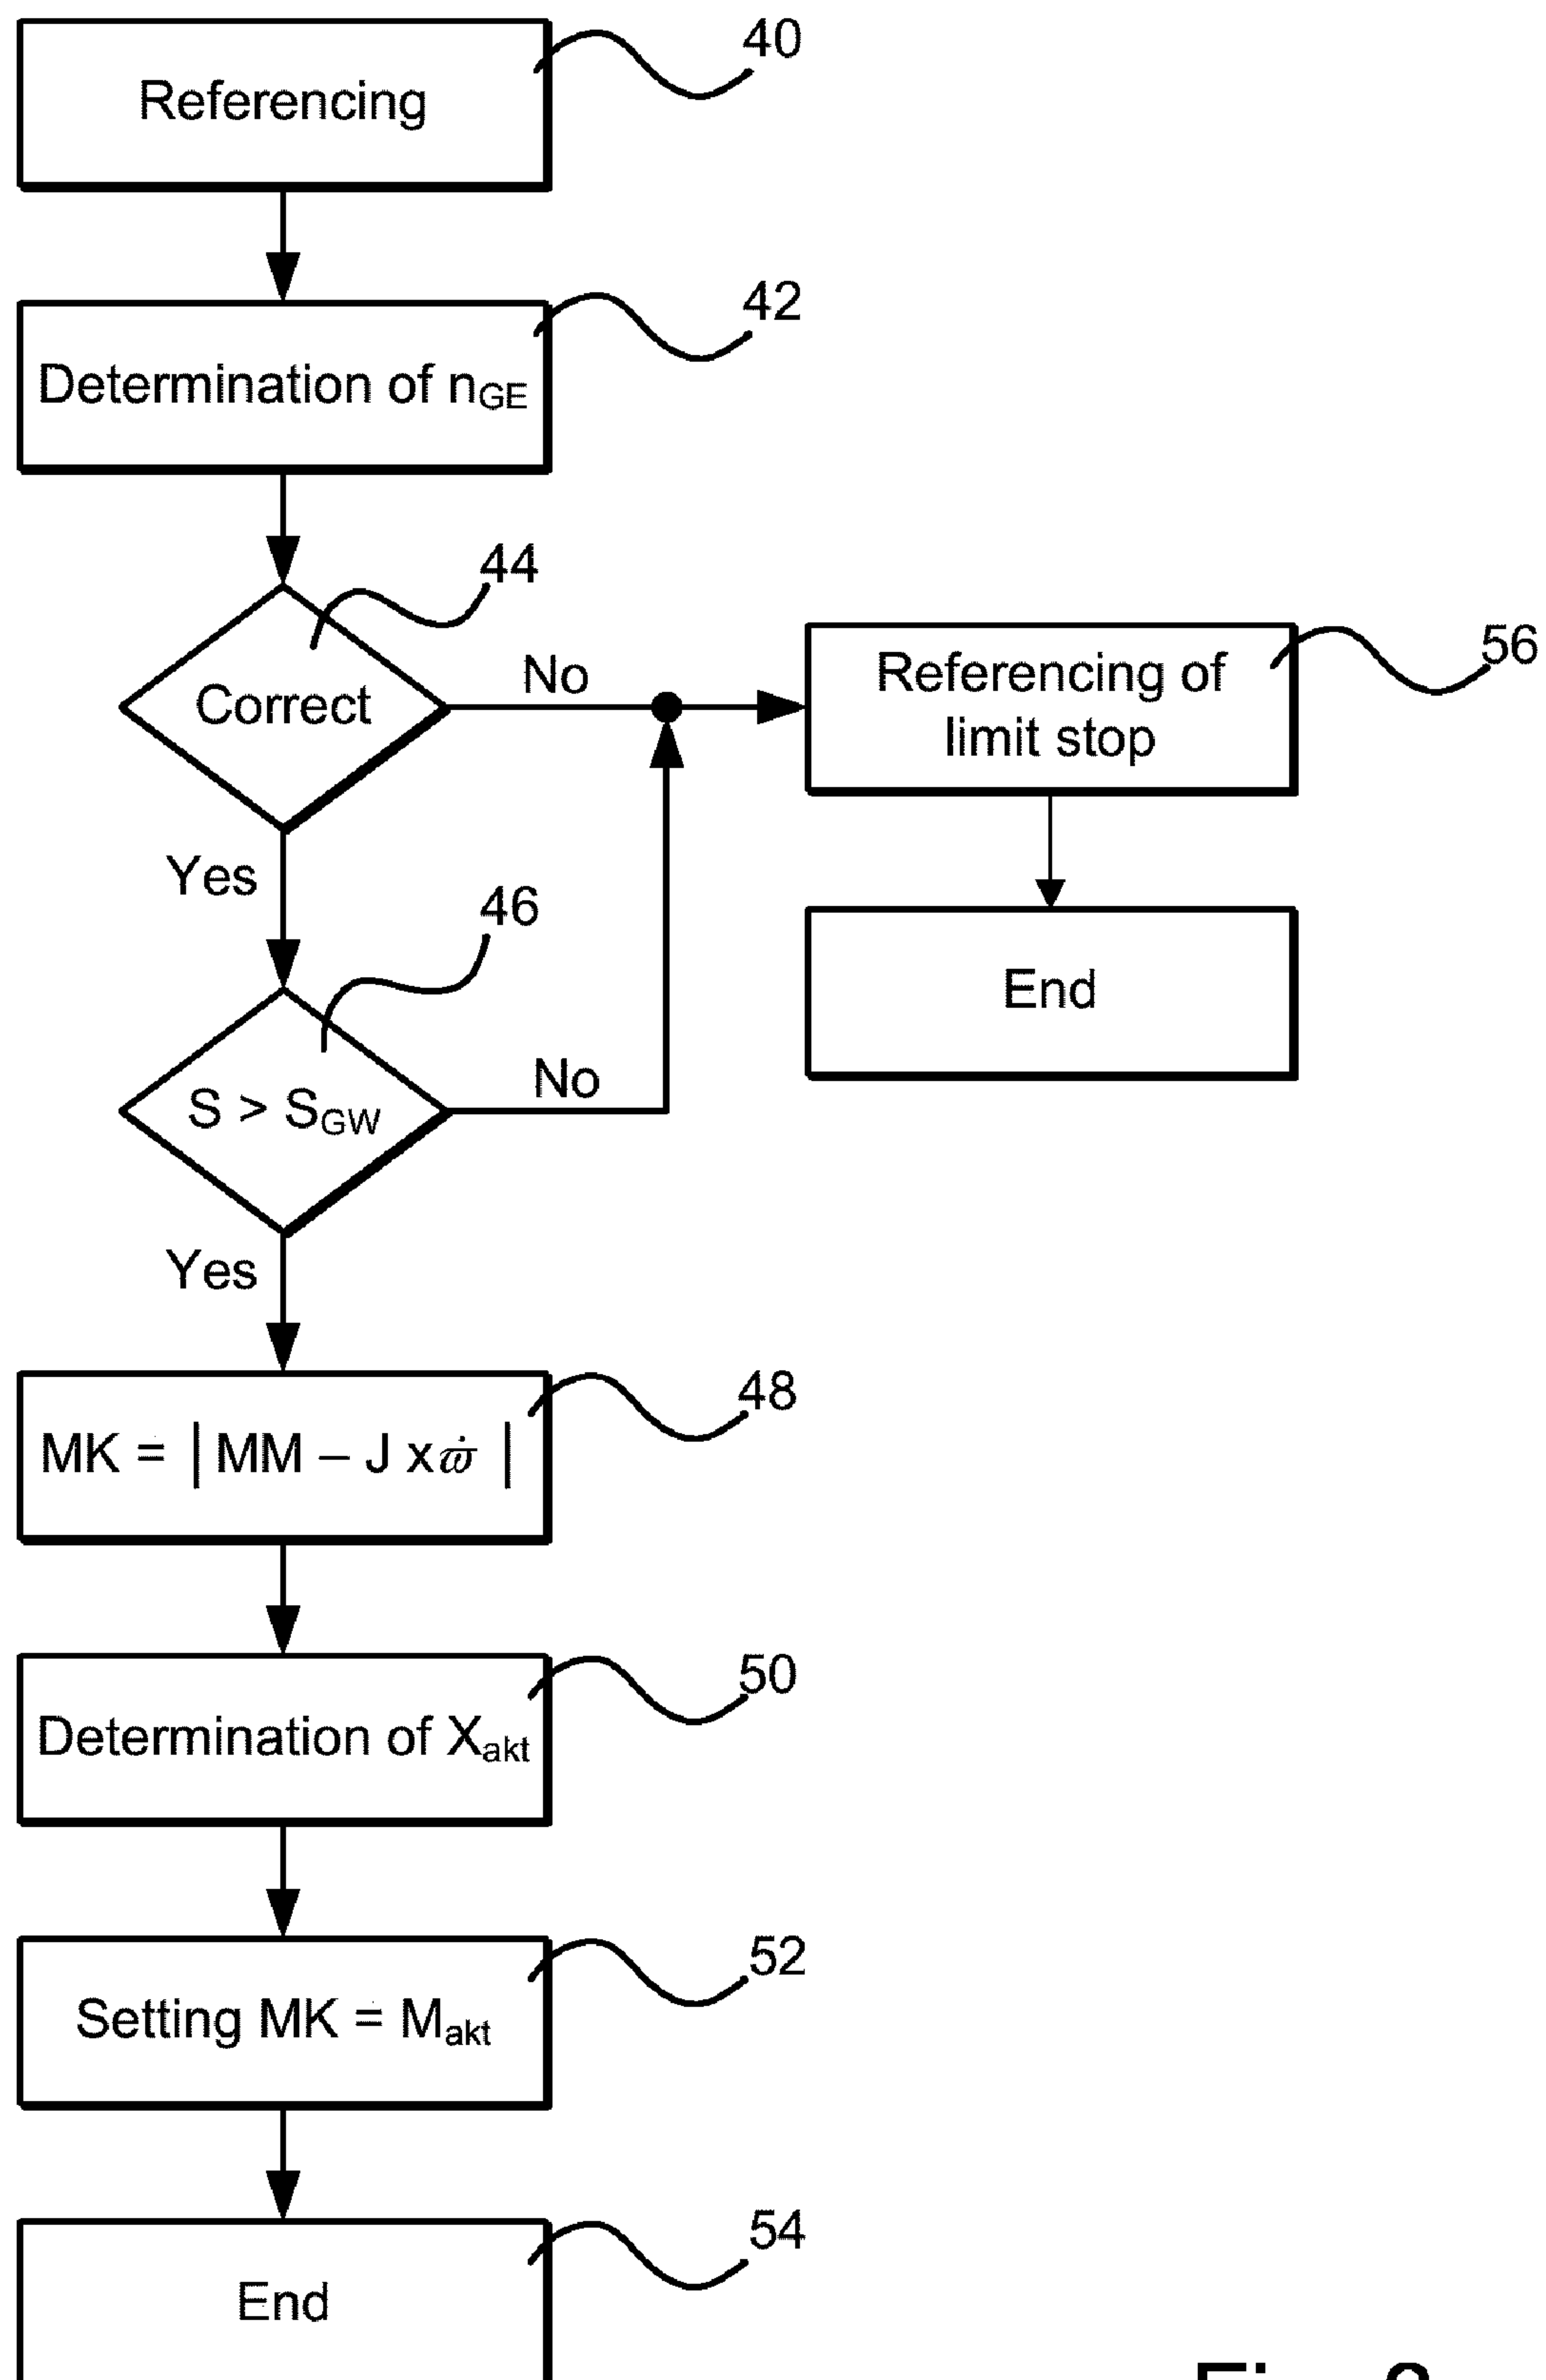 40
Referencing
42
Determination of nGE
44
Correct
No
56
Referencing of
limit stop
Yes
46
End
S > SGW
No
Yes
48
MK = | MM – J x ϖ̇ |
50
Determination of Xakt
52
Setting MK = Makt
54
End